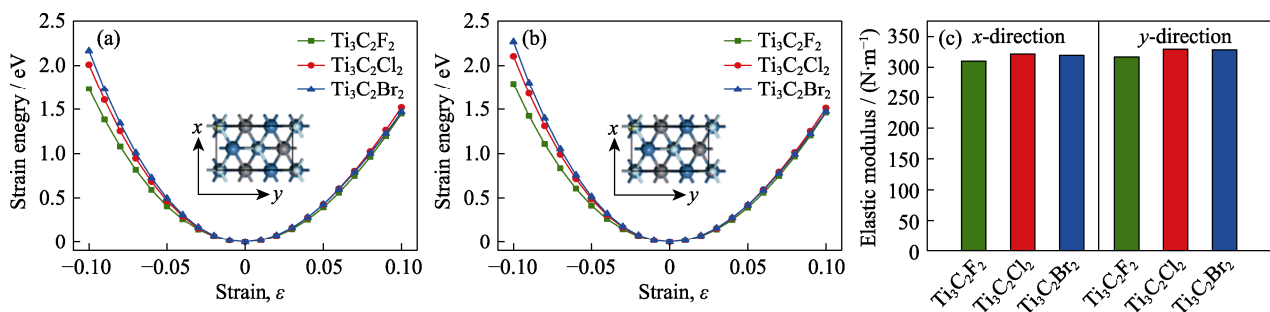 (a)
Ti₃C₂F₂
Ti₃C₂Cl₂
Ti₃C₂Br₂
2.5
2.0
1.5
1.0
0.5
0
Strain enegry / eV
x
y
−0.10
−0.05
0
0.05
0.10
Strain, ε
(b)
Ti₃C₂F₂
Ti₃C₂Cl₂
Ti₃C₂Br₂
2.5
2.0
1.5
1.0
0.5
0
Strain enegry / eV
x
y
−0.10
−0.05
0
0.05
0.10
Strain, ε
(c)
x-direction
y-direction
350
300
250
200
150
100
50
0
Elastic modulus / (N·m⁻¹)
Ti₃C₂F₂
Ti₃C₂Cl₂
Ti₃C₂Br₂
Ti₃C₂F₂
Ti₃C₂Cl₂
Ti₃C₂Br₂